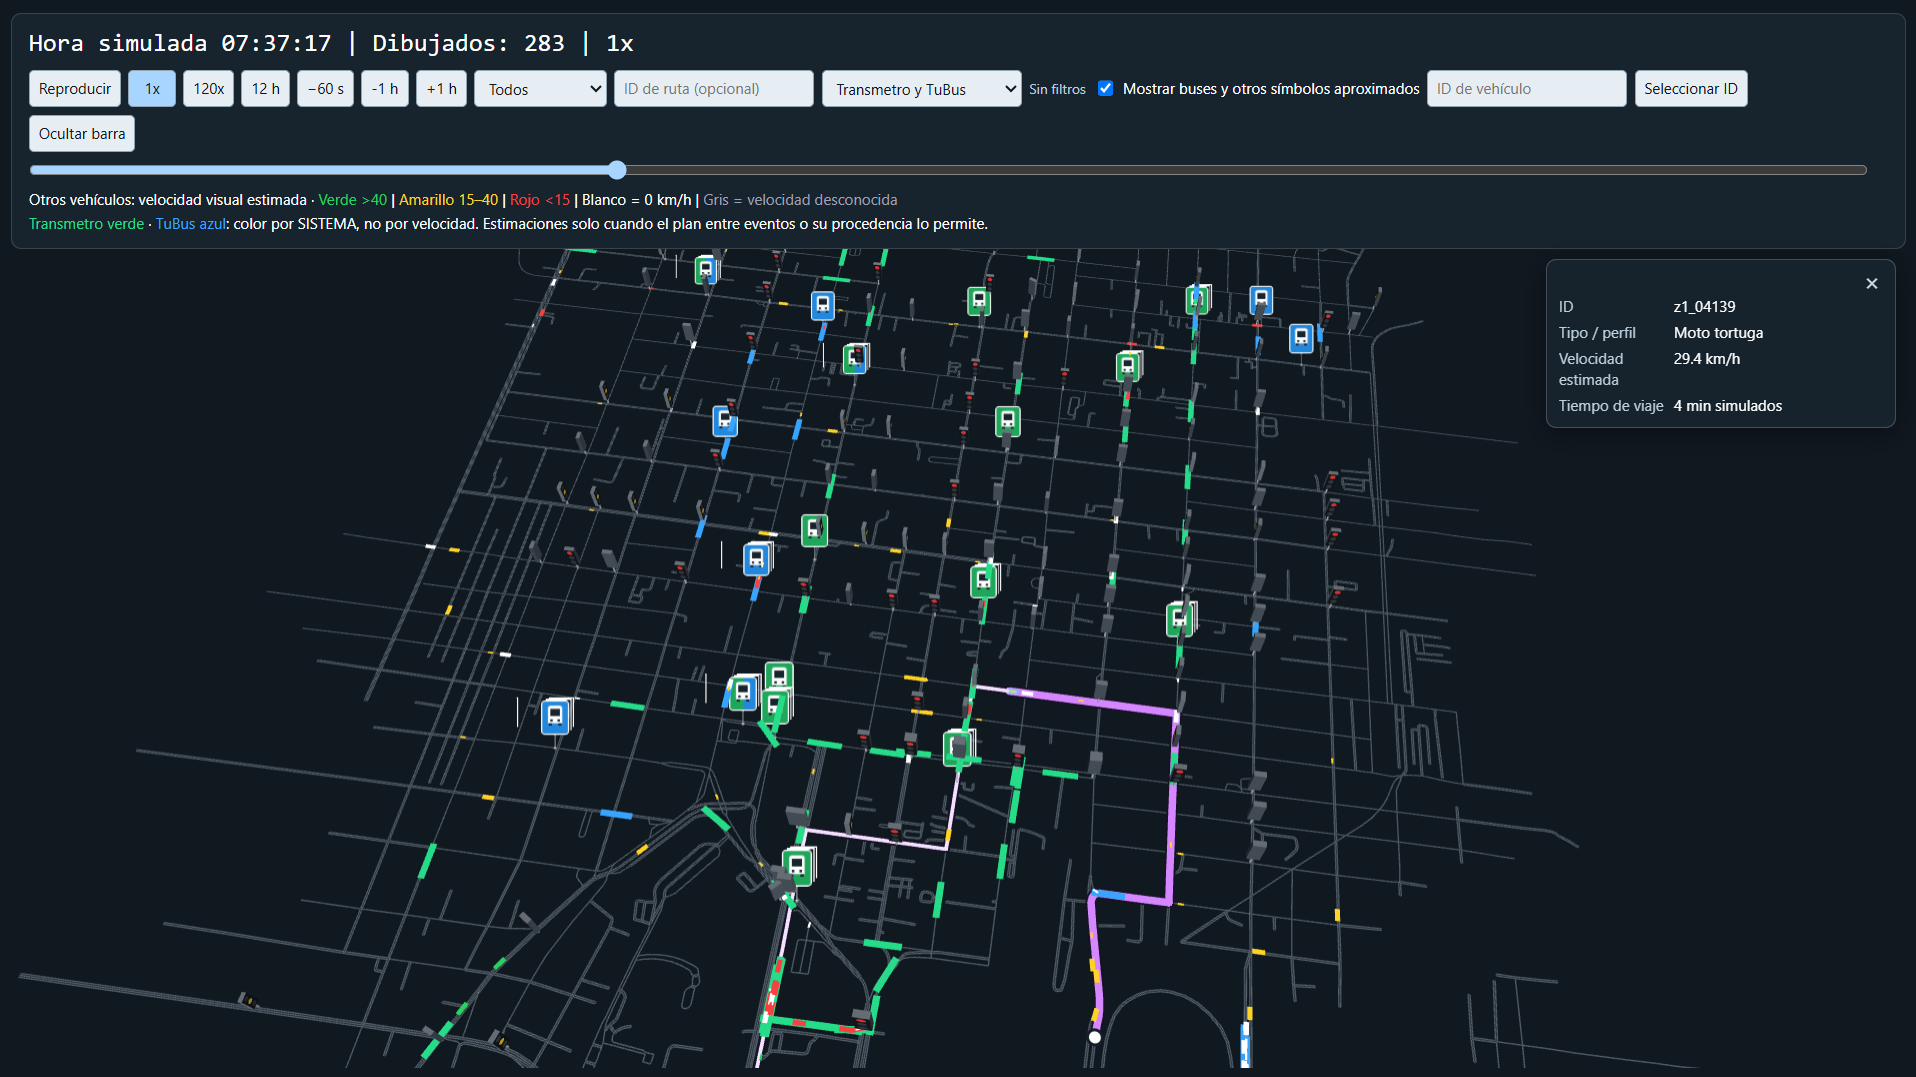 Hora simulada 07:37:17 | Dibujados: 283 | 1x
Reproducir 1x 120x 12 h −60 s -1 h +1 h Todos ID de ruta (opcional) Transmetro y TuBus Sin filtros Mostrar buses y otros símbolos aproximados ID de vehículo Seleccionar ID
Ocultar barra
Otros vehículos: velocidad visual estimada · Verde >40 | Amarillo 15–40 | Rojo <15 | Blanco = 0 km/h | Gris = velocidad desconocida
Transmetro verde · TuBus azul: color por SISTEMA, no por velocidad. Estimaciones solo cuando el plan entre eventos o su procedencia lo permite.
×
ID z1_04139
Tipo / perfil Moto tortuga
Velocidad estimada 29.4 km/h
Tiempo de viaje 4 min simulados